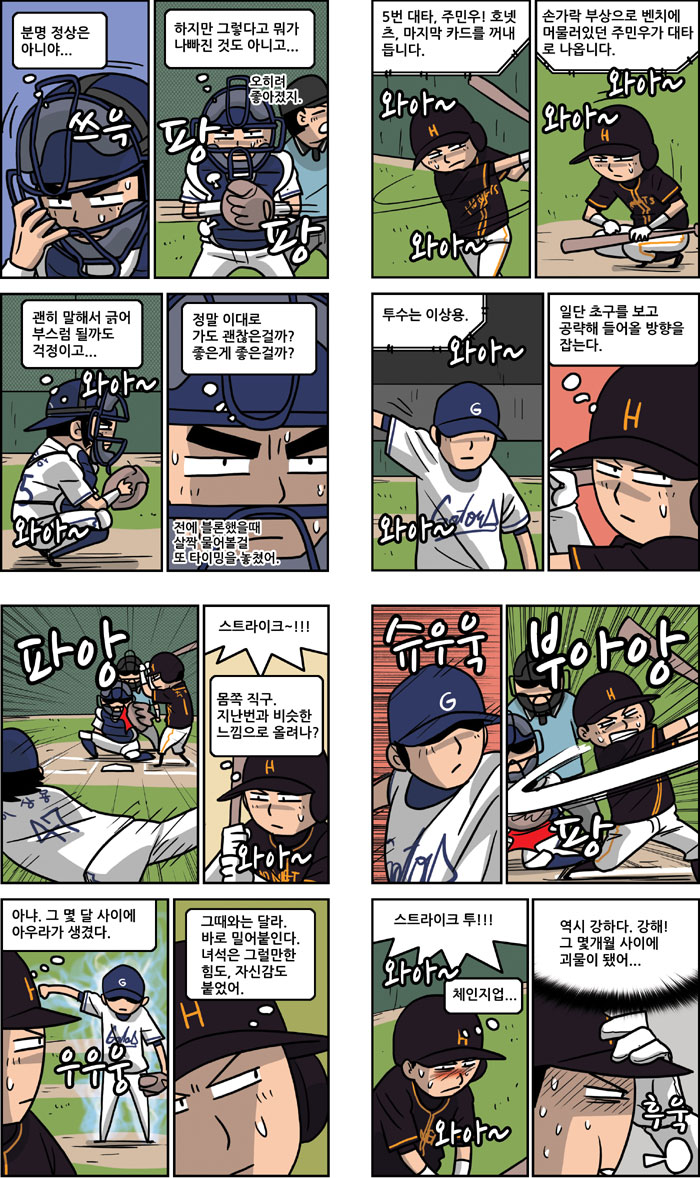 분명 정상은
아니야...
쓰윽
하지만 그렇다고 뭐가
나빠진 것도 아니고...
오히려
좋아졌지.
팡
팡
괜히 말해서 긁어
부스럼 될까도
걱정이고...
와아~
와아~
정말 이대로
가도 괜찮은걸까?
좋은게 좋은걸까?
전에 블론했을때
살짝 물어볼걸
또 타이밍을 놓쳤어.
5번 대타, 주민우! 호넷
츠, 마지막 카드를 꺼내
듭니다.
와아~
와아~
손가락 부상으로 벤치에
머물러있던 주민우가 대타
로 나옵니다.
와아~
와아~
H
H
투수는 이상용.
와아~
와아~
G
Gators
일단 초구를 보고
공략해 들어올 방향을
잡는다.
H
파앙
이상용
47
스트라이크~!!!
몸쪽 직구.
지난번과 비슷한
느낌으로 올려나?
H
와아~
아냐. 그 몇 달 사이에
아우라가 생겼다.
H
G
Gators
우우웅
그때와는 달라.
바로 밀어붙인다.
녀석은 그럴만한
힘도, 자신감도
붙었어.
H
슈우욱
G
Gators
부아앙
H
팡
스트라이크 투!!!
와아~
체인지업...
H
와아~
역시 강하다. 강해!
그 몇개월 사이에
괴물이 됐어...
H
후욱